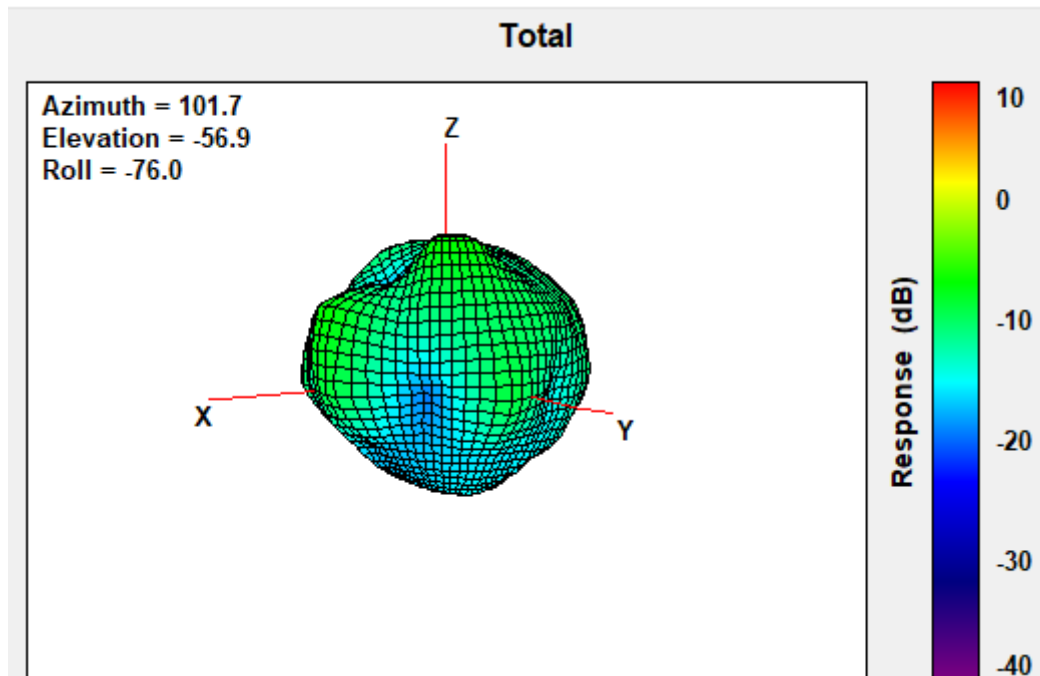 Total
Azimuth = 101.7
Elevation = -56.9
Roll = -76.0
Z
X
Y
10
0
-10
-20
-30
-40
Response (dB)